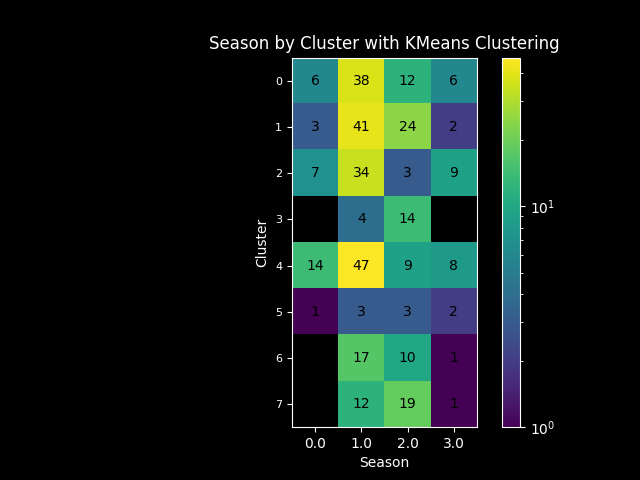 Season by Cluster with KMeans Clustering
0 6 38 12 6
1 3 41 24 2
2 7 34 3 9
3 4 14
4 14 47 9 8
5 1 3 3 2
6 17 10 1
7 12 19 1
0.0 1.0 2.0 3.0
Season
Cluster
10¹
10⁰